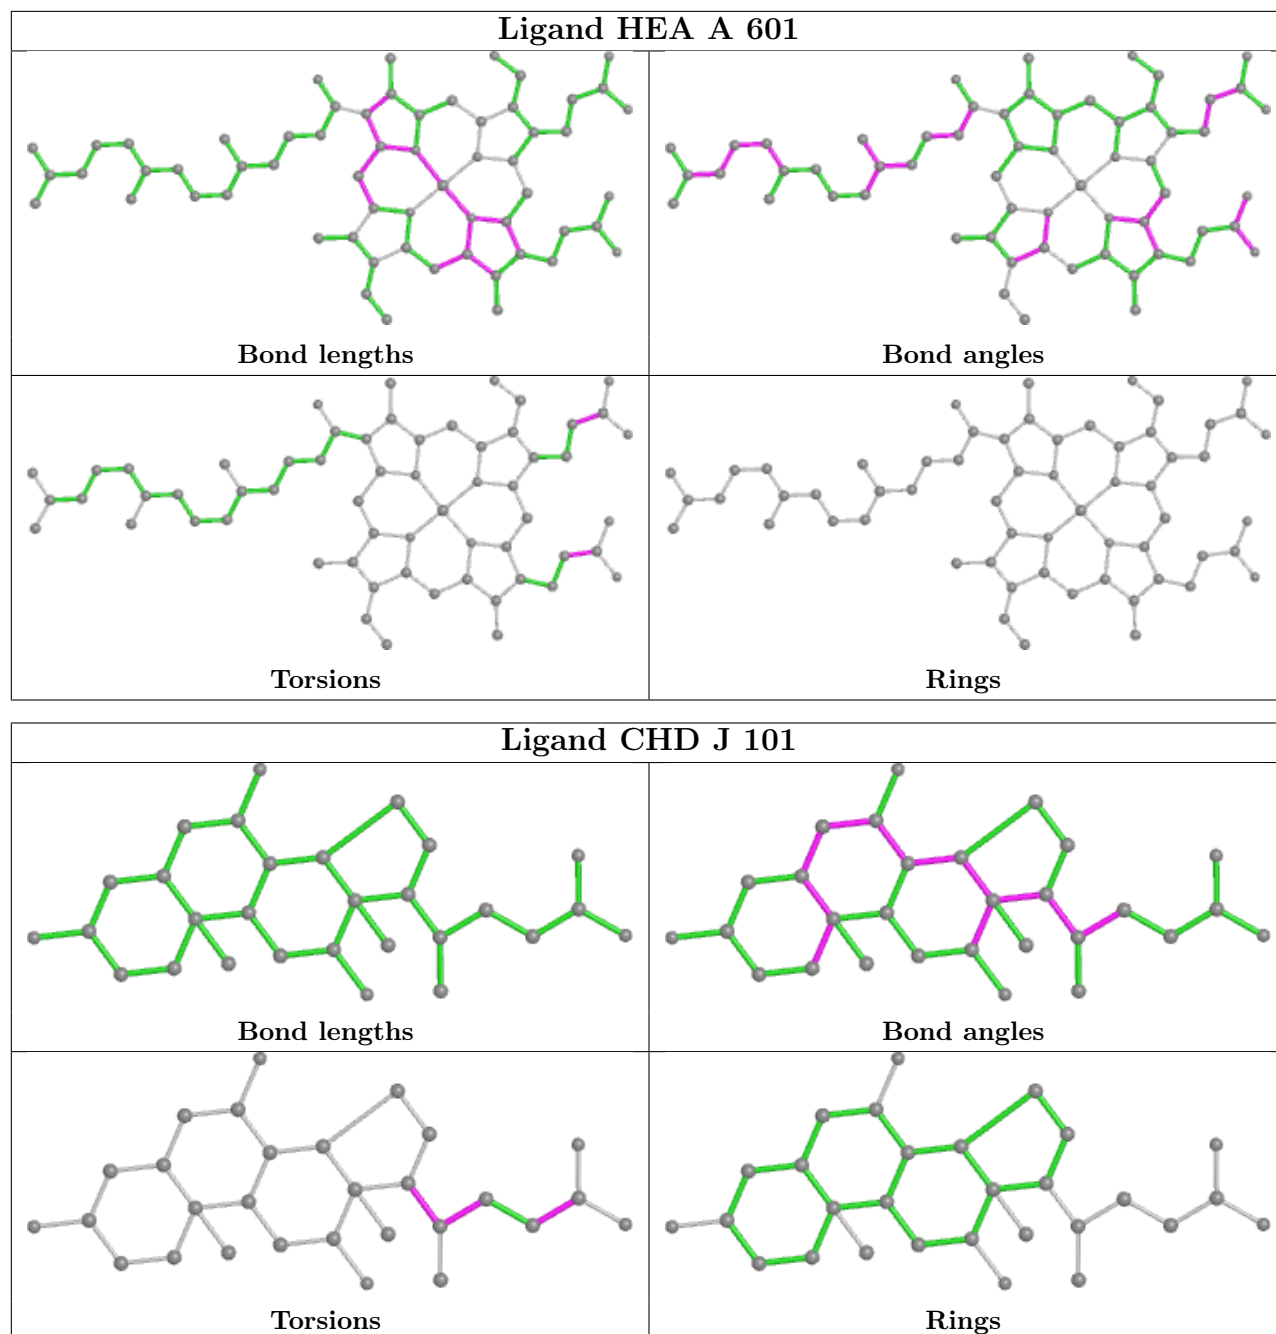 Ligand HEA A 601
Bond lengths
Bond angles
Torsions
Rings
Ligand CHD J 101
Bond lengths
Bond angles
Torsions
Rings